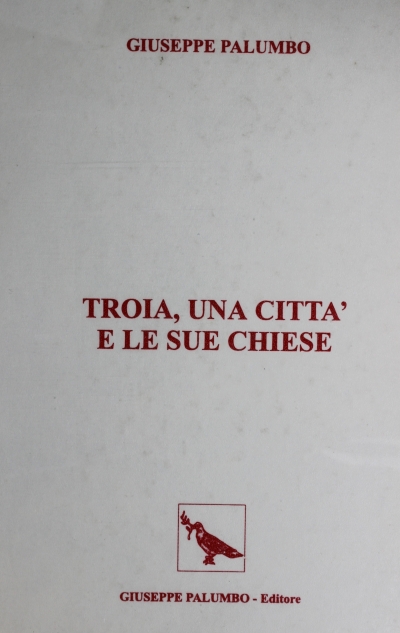 GIUSEPPE PALUMBO
TROIA, UNA CITTA'
E LE SUE CHIESE
GIUSEPPE PALUMBO - Editore